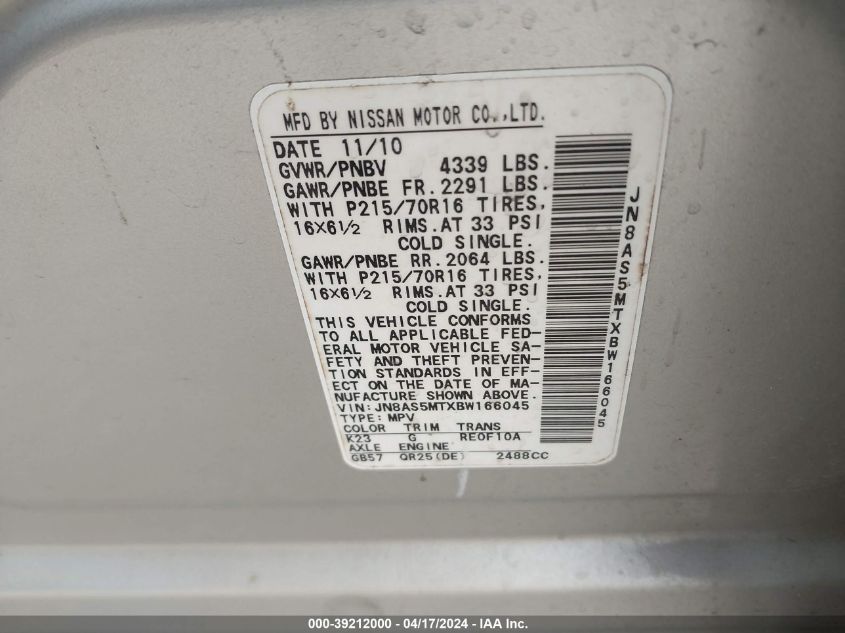 MFD BY NISSAN MOTOR CO.,LTD.
DATE 11/10
GVWR/PNBV 4339 LBS.
GAWR/PNBE FR.2291 LBS.
WITH P215/70R16 TIRES,
16X6½ RIMS.AT 33 PSI
COLD SINGLE.
GAWR/PNBE RR.2064 LBS.
WITH P215/70R16 TIRES,
16X6½ RIMS.AT 33 PSI
COLD SINGLE.
THIS VEHICLE CONFORMS
TO ALL APPLICABLE FED-
ERAL MOTOR VEHICLE SA-
FETY AND THEFT PREVEN-
TION STANDARDS IN EFF-
ECT ON THE DATE OF MA-
NUFACTURE SHOWN ABOVE.
VIN:JN8AS5MTXBW166045
TYPE:MPV
COLOR TRIM TRANS
K23 G RE0F10A
AXLE ENGINE
GB57 QR25(DE) 2488CC
JN8AS5MTXBW166045
000-39212000 - 04/17/2024 - IAA Inc.